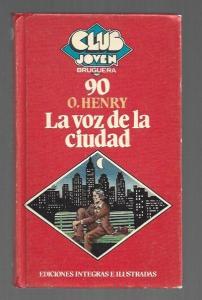 CLUB
JOVEN
BRUGUERA
90
O. HENRY
La voz de la
ciudad
EDICIONES INTEGRAS E ILUSTRADAS